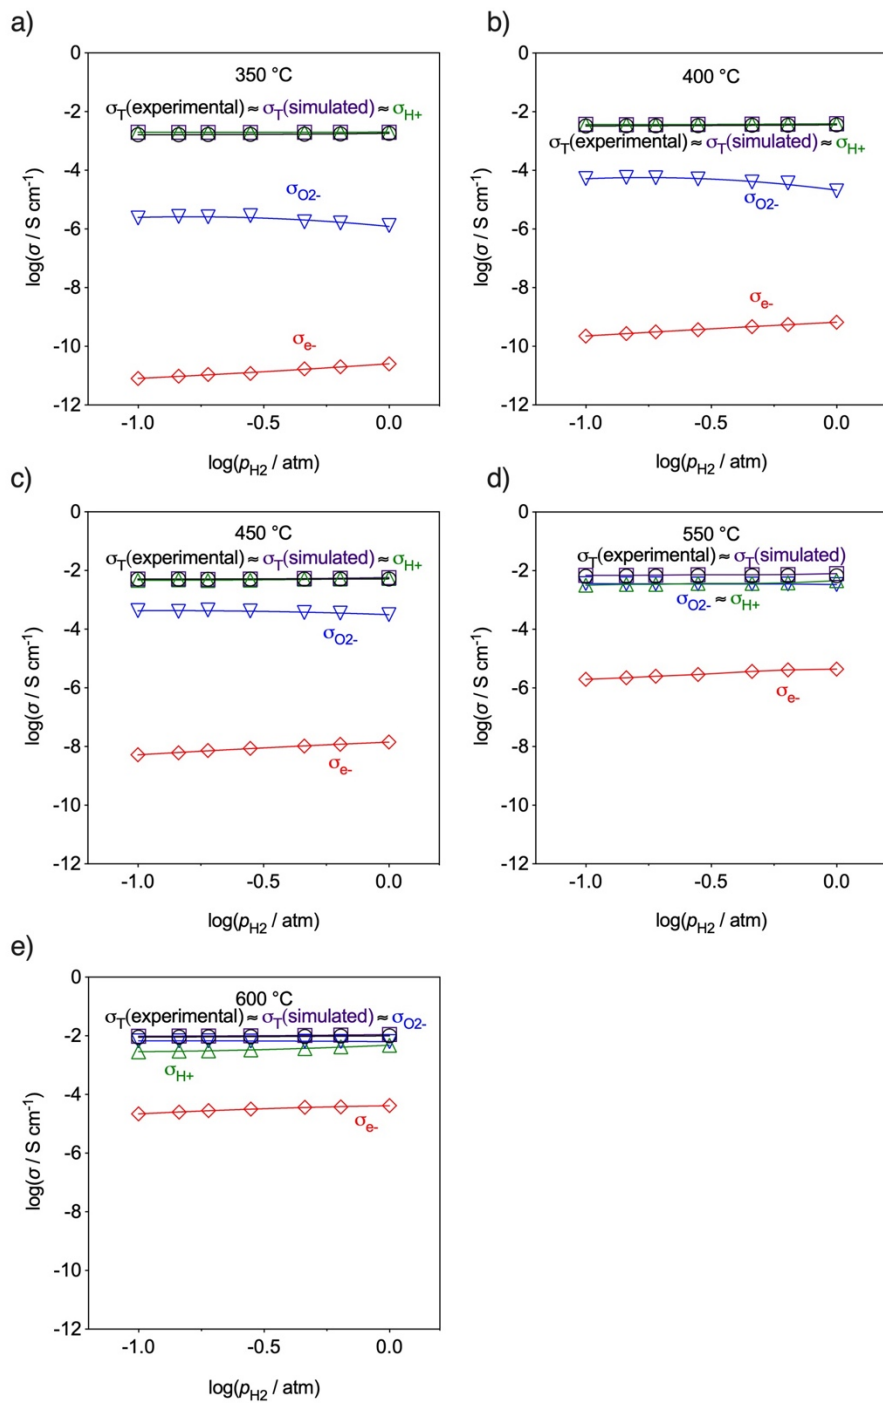 a)
350 °C
σT(experimental) ≈ σT(simulated) ≈ σH+
σO2-
σe-
0
-2
-4
-6
-8
-10
-12
-1.0
-0.5
0.0
log(σ / S cm-1)
log(pH2 / atm)
b)
400 °C
σT(experimental) ≈ σT(simulated) ≈ σH+
σO2-
σe-
0
-2
-4
-6
-8
-10
-12
-1.0
-0.5
0.0
log(σ / S cm-1)
log(pH2 / atm)
c)
450 °C
σT(experimental) ≈ σT(simulated) ≈ σH+
σO2-
σe-
0
-2
-4
-6
-8
-10
-12
-1.0
-0.5
0.0
log(σ / S cm-1)
log(pH2 / atm)
d)
550 °C
σT(experimental) ≈ σT(simulated)
σO2- ≈ σH+
σe-
0
-2
-4
-6
-8
-10
-12
-1.0
-0.5
0.0
log(σ / S cm-1)
log(pH2 / atm)
e)
600 °C
σT(experimental) ≈ σT(simulated) ≈ σO2-
σH+
σe-
0
-2
-4
-6
-8
-10
-12
-1.0
-0.5
0.0
log(σ / S cm-1)
log(pH2 / atm)